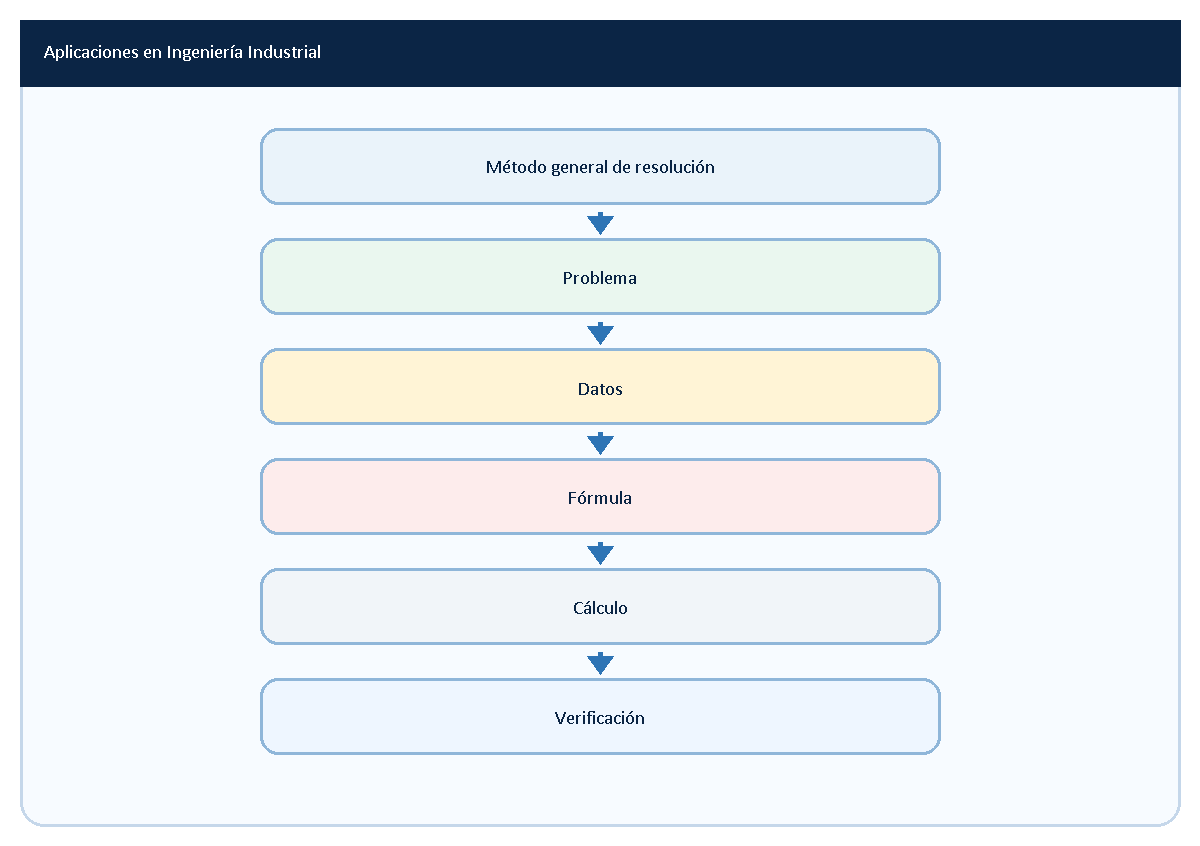 Aplicaciones en Ingeniería Industrial
Método general de resolución
Problema
Datos
Fórmula
Cálculo
Verificación